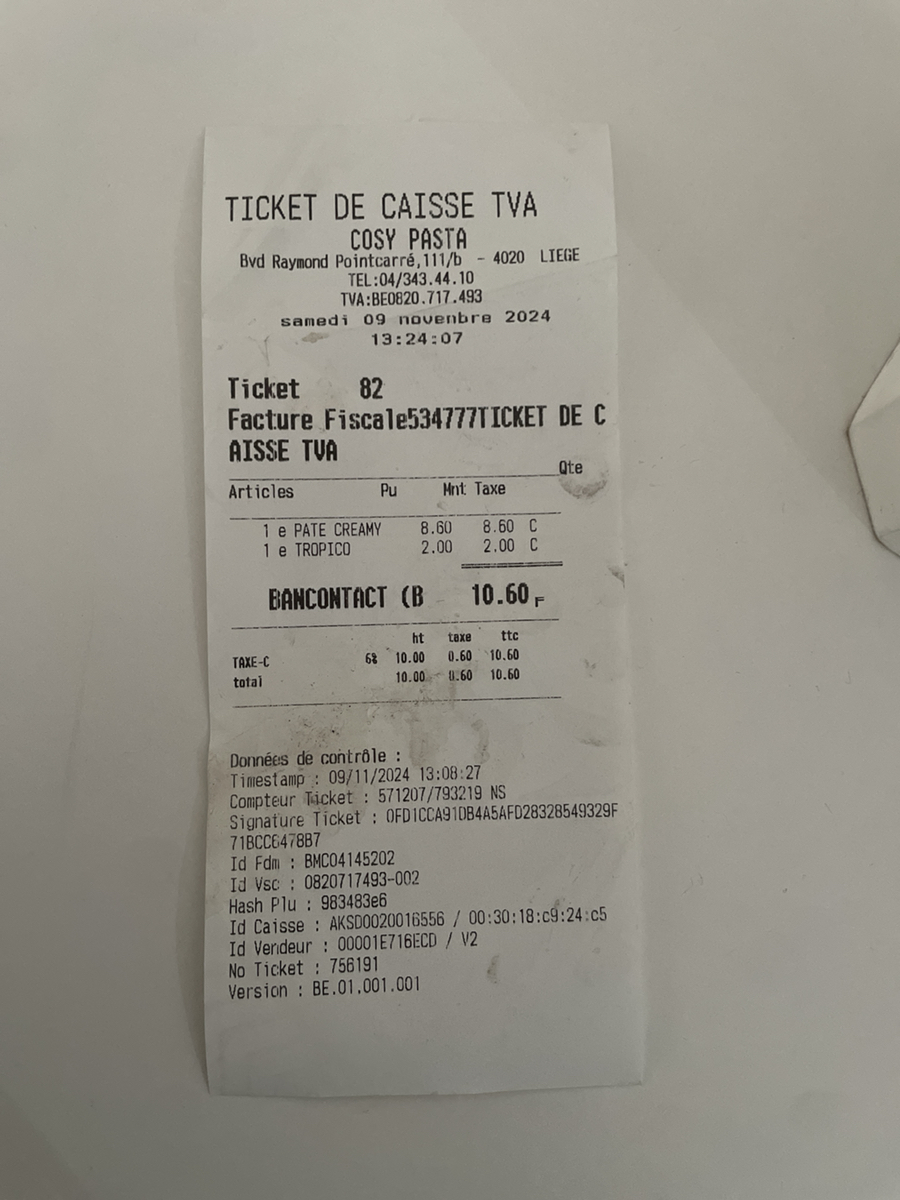 TICKET DE CAISSE TVA
COSY PASTA
Bvd Raymond Pointcarré,111/b - 4020 LIEGE
TEL:04/343.44.10
TVA:BE0820.717.493
samedi 09 novenbre 2024
13:24:07
Ticket 82
Facture Fiscale534777TICKET DE C
AISSE TVA
Qte
Articles Pu Mnt Taxe
1 e PATE CREAMY 8.60 8.60 C
1 e TROPICO 2.00 2.00 C
BANCONTACT (B 10.60 F
ht taxe ttc
TAXE-C 6% 10.00 0.60 10.60
total 10.00 0.60 10.60
Données de contrôle :
Timestamp : 09/11/2024 13:08:27
Compteur Ticket : 571207/793219 NS
Signature Ticket : 0FD1CCA91DB4A5AFD28328549329F
71BCC6478B7
Id Fdm : BMC04145202
Id Vsc : 0820717493-002
Hash Plu : 983483e6
Id Caisse : AKSD0020016556 / 00:30:18:c9:24:c5
Id Vendeur : 00001E716ECD / V2
No Ticket : 756191
Version : BE.01.001.001